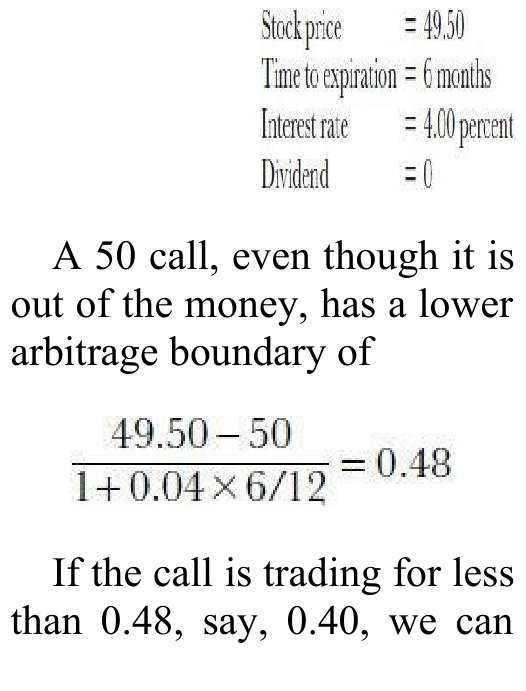 Stock price = 49.50
Time to expiration = 6 months
Interest rate = 4.00 percent
Dividend = 0
A 50 call, even though it is
out of the money, has a lower
arbitrage boundary of
49.50 – 50
1+0.04×6/12 = 0.48
If the call is trading for less
than 0.48, say, 0.40, we can